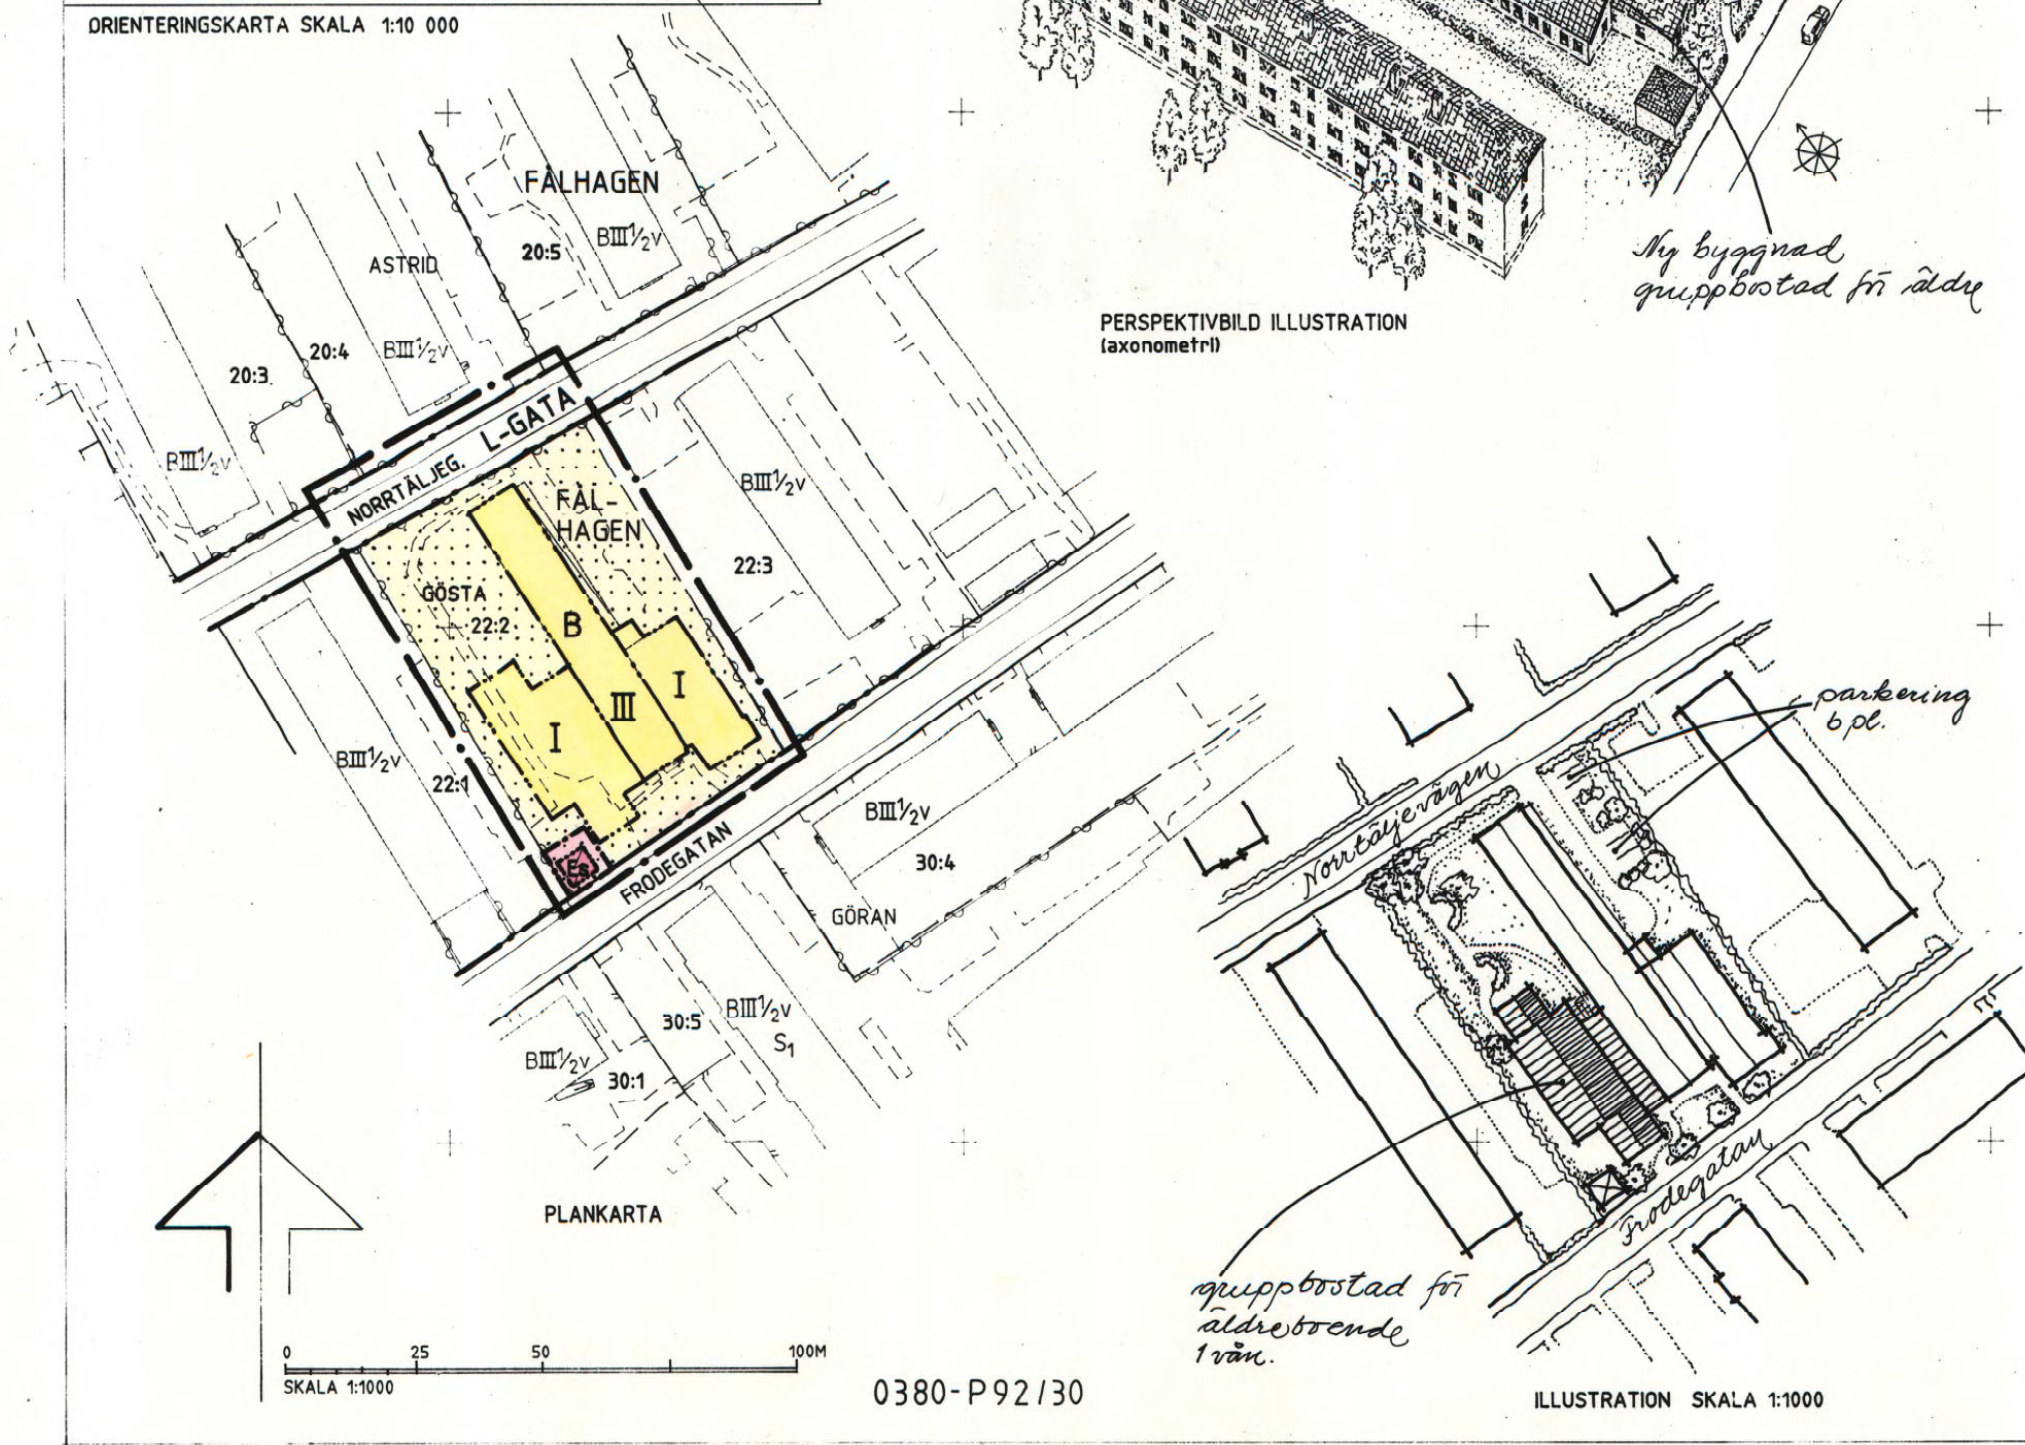 ORIENTERINGSKARTA SKALA 1:10 000
FÅLHAGEN
20:5
BIII½v
ASTRID
20:4
BIII½v
20:3
BIII½v
L-GATA
NORRTÄLJEG.
FÅL-
HAGEN
GÖSTA
22:2
B
I
III
I
Es
BIII½v
22:3
BIII½v
22:1
FRODEGATAN
BIII½v
30:4
GÖRAN
30:5
BIII½v
S1
BIII½v
30:1
PLANKARTA
0 25 50 100M
SKALA 1:1000
0380-P92/30
Ny byggnad
gruppbostad för äldre
PERSPEKTIVBILD ILLUSTRATION
(axonometri)
parkering
6 pl.
Norrtäljevägen
Frodegatan
gruppbostad för
äldreboende
1 vån.
ILLUSTRATION SKALA 1:1000